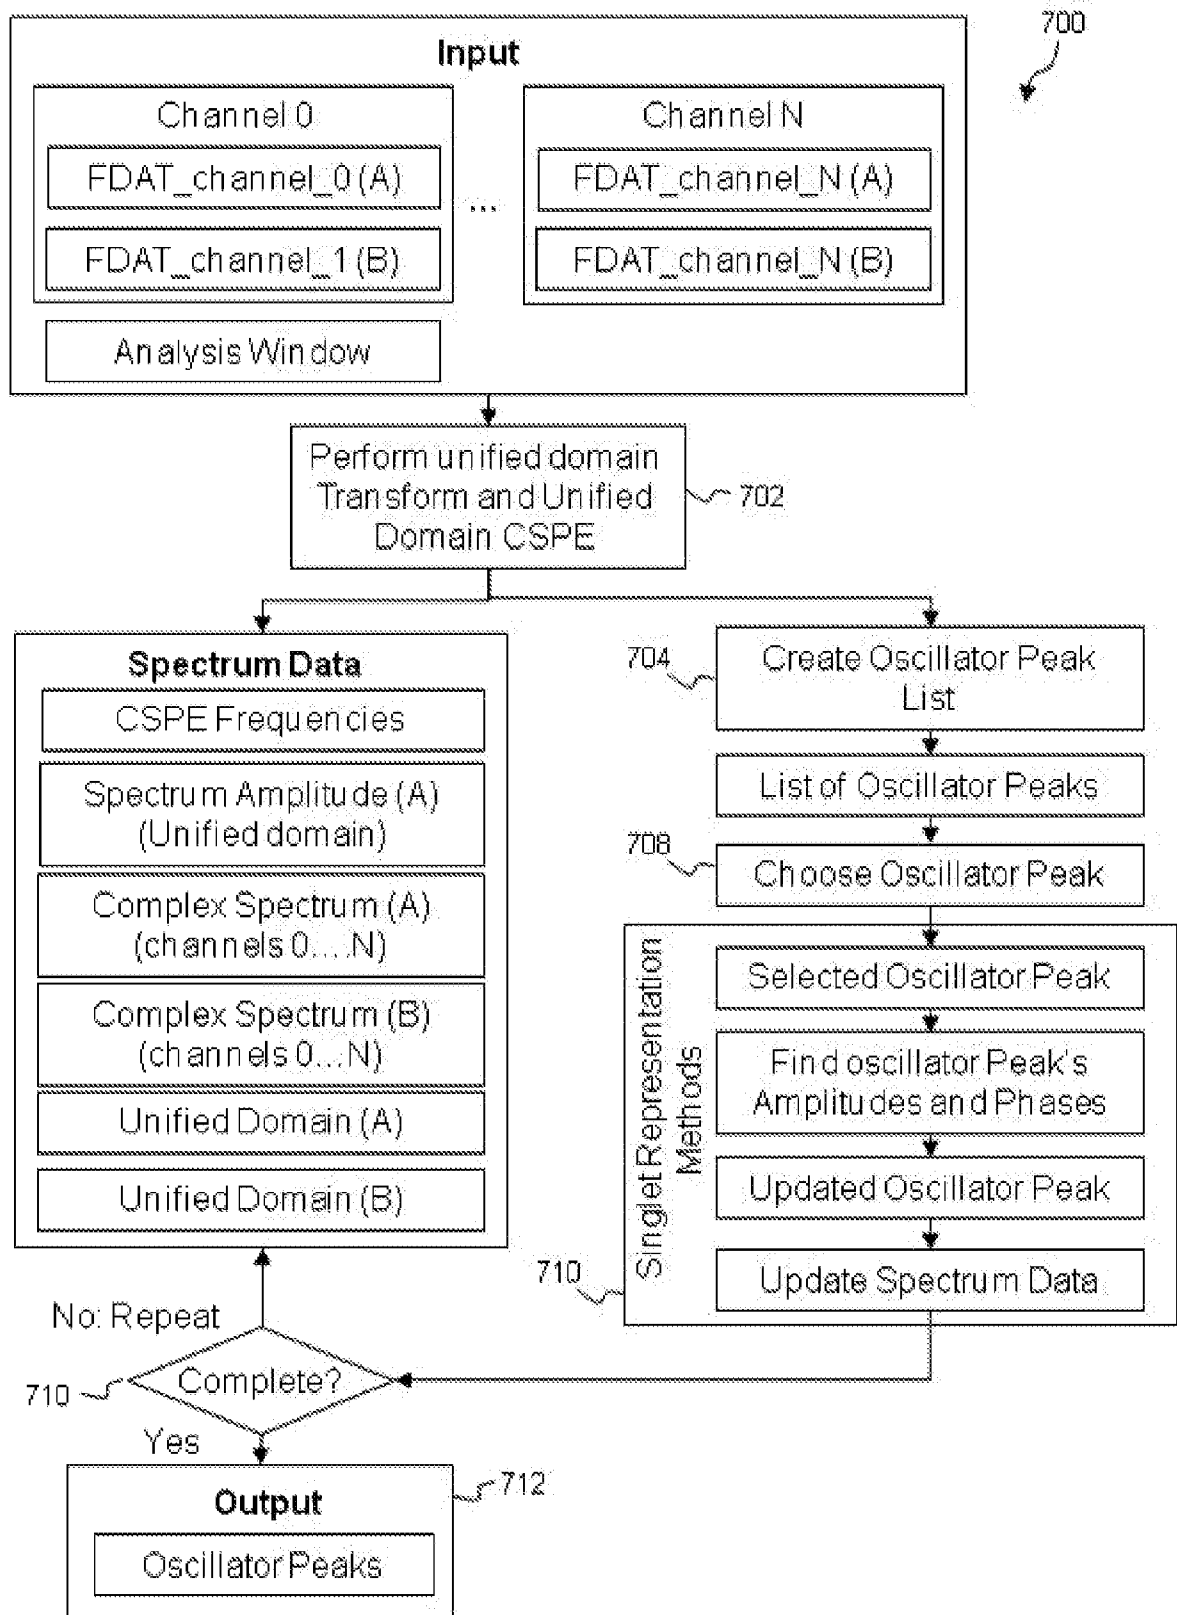 700
Input
Channel 0
FDAT_channel_0 (A)
FDAT_channel_1 (B)
...
Channel N
FDAT_channel_N (A)
FDAT_channel_N (B)
Analysis Window
Perform unified domain
Transform and Unified
Domain CSPE
702
Spectrum Data
CSPE Frequencies
Spectrum Amplitude (A)
(Unified domain)
Complex Spectrum (A)
(channels 0....N)
Complex Spectrum (B)
(channels 0...N)
Unified Domain (A)
Unified Domain (B)
704
Create Oscillator Peak
List
List of Oscillator Peaks
708
Choose Oscillator Peak
Singlet Representation
Methods
Selected Oscillator Peak
Find oscillator Peak's
Amplitudes and Phases
Updated Oscillator Peak
Update Spectrum Data
710
No: Repeat
Complete?
710
Yes
Output
Oscillator Peaks
712